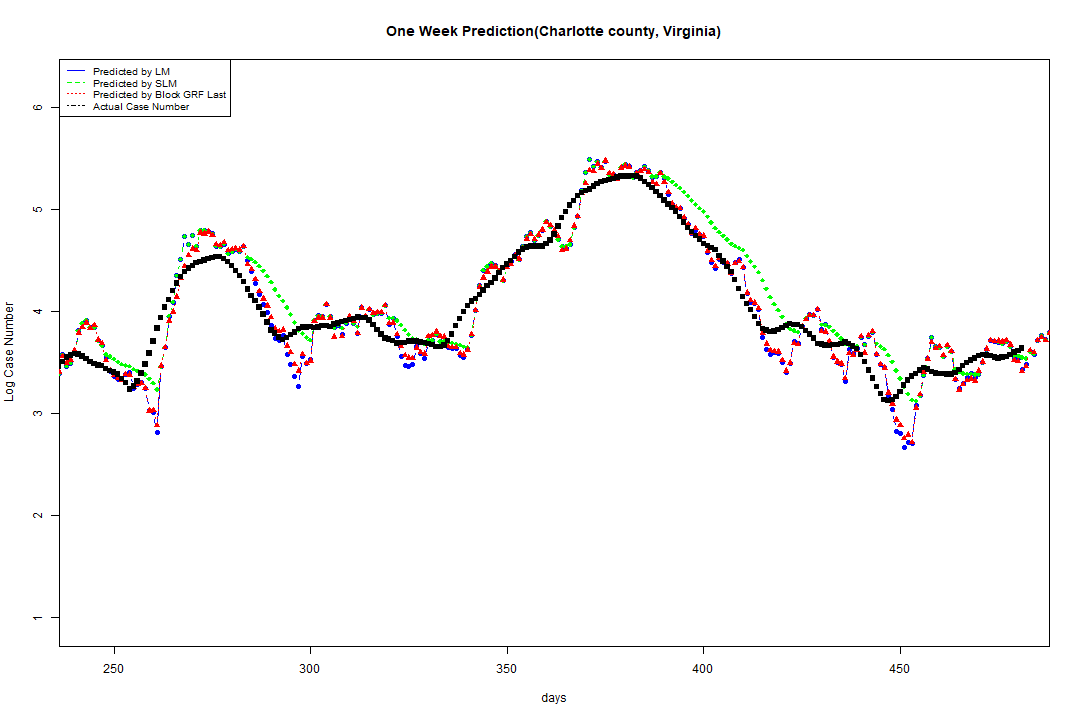 One Week Prediction(Charlotte county, Virginia)
Predicted by LM
Predicted by SLM
Predicted by Block GRF Last
Actual Case Number
6
5
4
3
2
1
Log Case Number
250 300 350 400 450
days